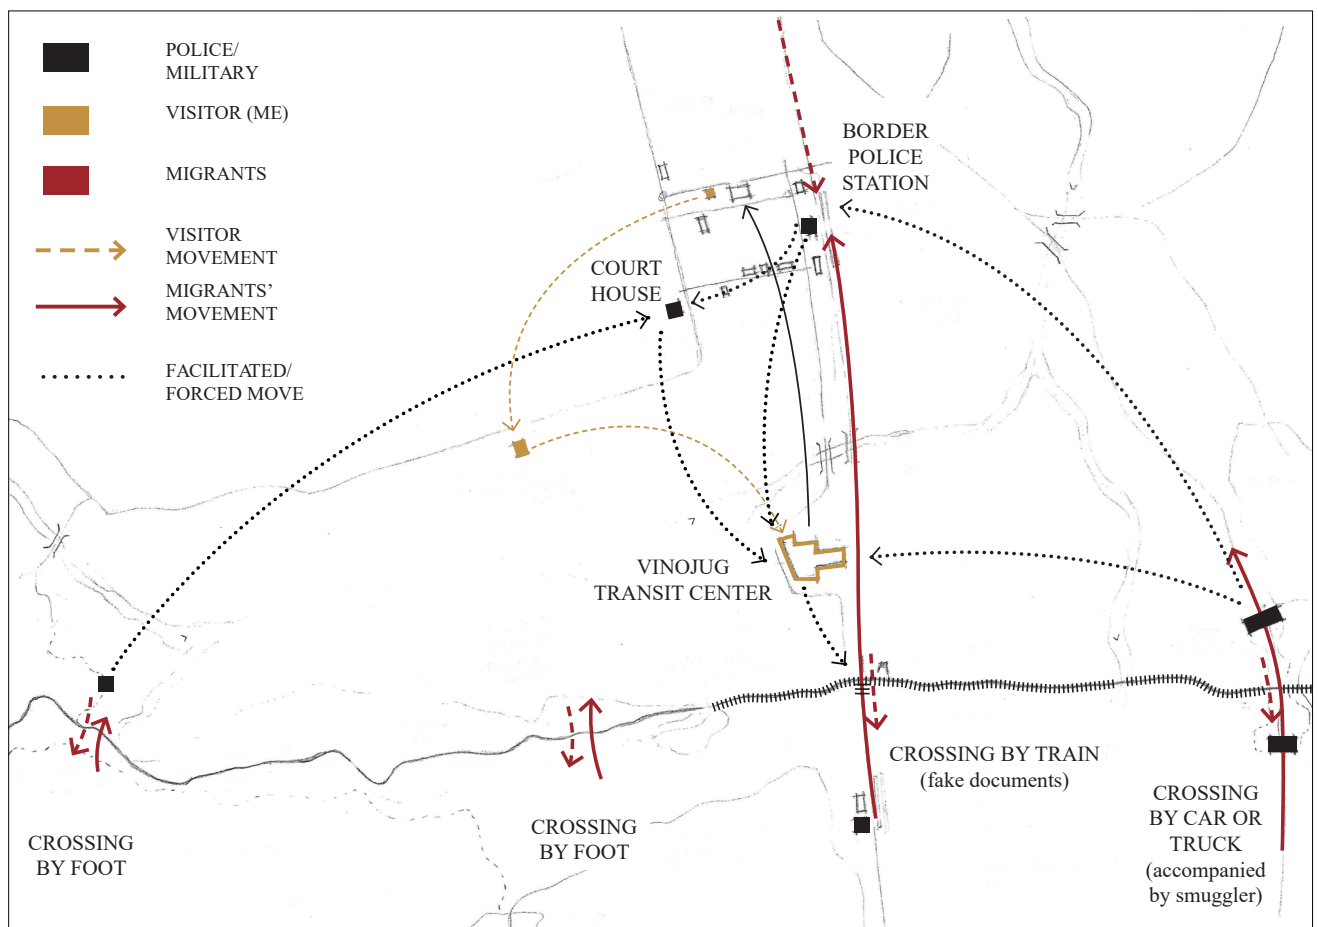 POLICE/
MILITARY
VISITOR (ME)
MIGRANTS
VISITOR
MOVEMENT
MIGRANTS’
MOVEMENT
FACILITATED/
FORCED MOVE
BORDER
POLICE
STATION
COURT
HOUSE
VINOJUG
TRANSIT CENTER
CROSSING BY TRAIN
(fake documents)
CROSSING
BY CAR OR
TRUCK
(accompanied
by smuggler)
CROSSING
BY FOOT
CROSSING
BY FOOT